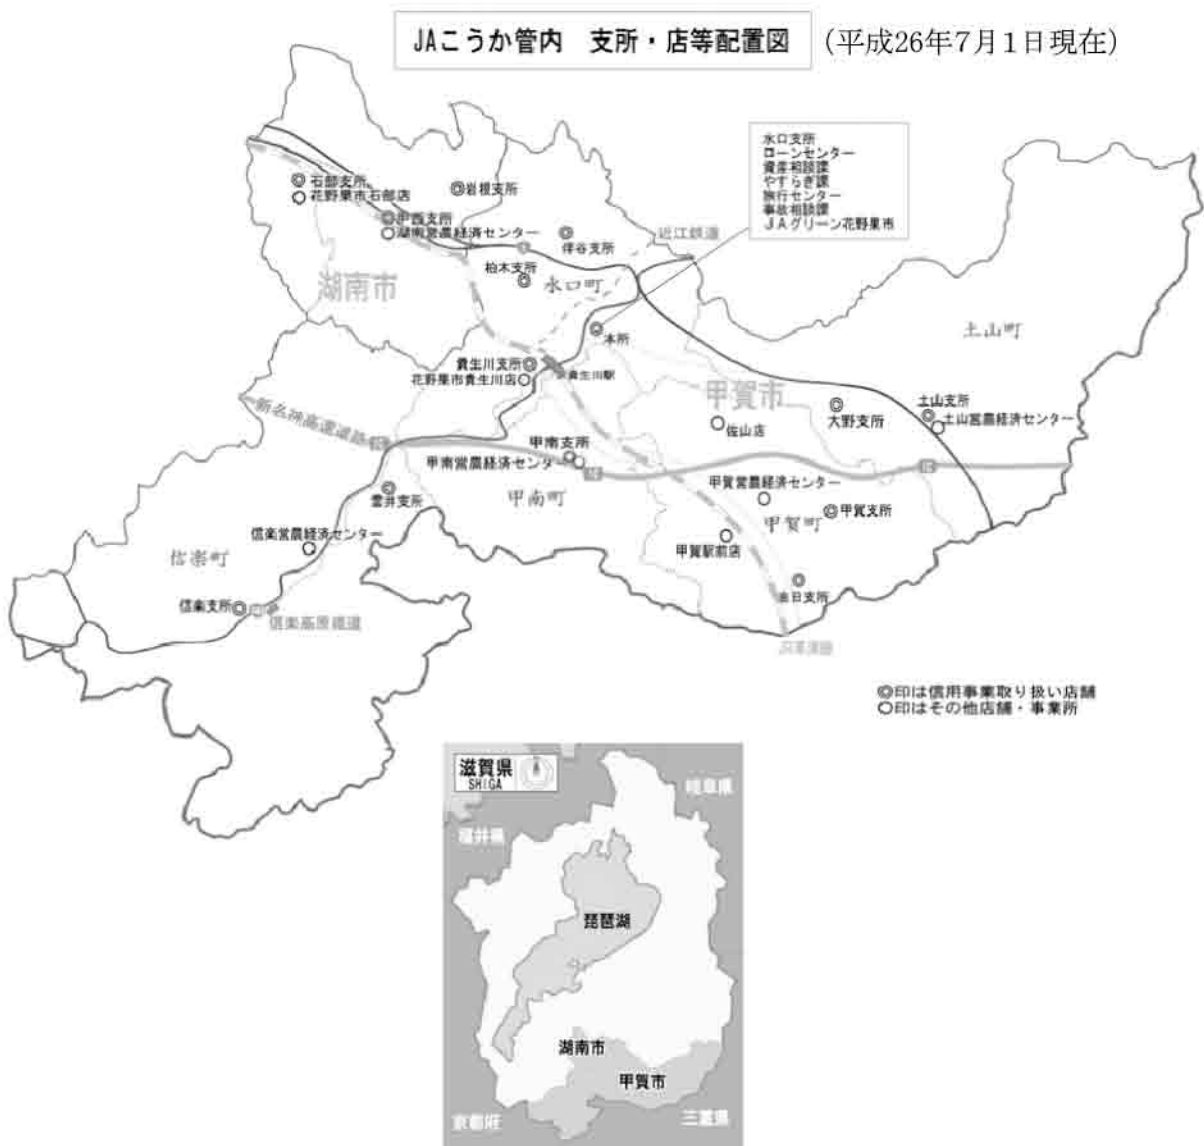 JAこうか管内　支所・店等配置図
(平成26年7月1日現在)
水口支所
ローンセンター
資産相談課
やすらぎ課
旅行センター
事故相談課
JAグリーン花野果市
石部支所
花野果市石部店
岩根支所
甲西支所
湖南営農経済センター
伴谷支所
近江鉄道
柏木支所
水口町
湖南市
土山町
本所
貴生川支所
花野果市貴生川店
貴生川駅
甲賀市
新名神高速道路
佐山店
大野支所
土山支所
土山営農経済センター
甲南支所
甲南営農経済センター
甲南町
雲井支所
甲賀営農経済センター
甲賀支所
甲賀町
信楽営農経済センター
信楽町
甲賀駅前店
油日支所
信楽支所
信楽高原鐵道
JR草津線
◎印は信用事業取り扱い店舗
○印はその他店舗・事業所
滋賀県
SHIGA
岐阜県
福井県
琵琶湖
湖南市
甲賀市
京都府
三重県